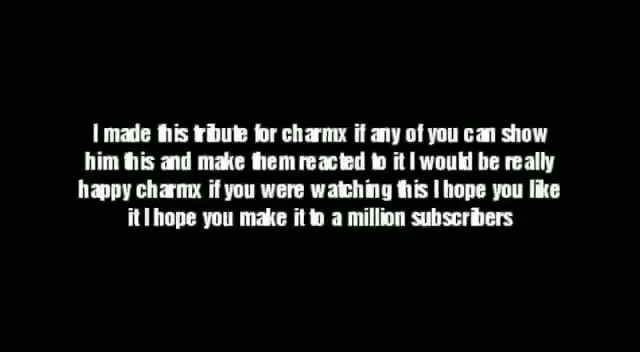 I made this tribute for charmx if any of you can show
him this and make them reacted to it I would be really
happy charmx if you were watching this I hope you like
it I hope you make it to a million subscribers